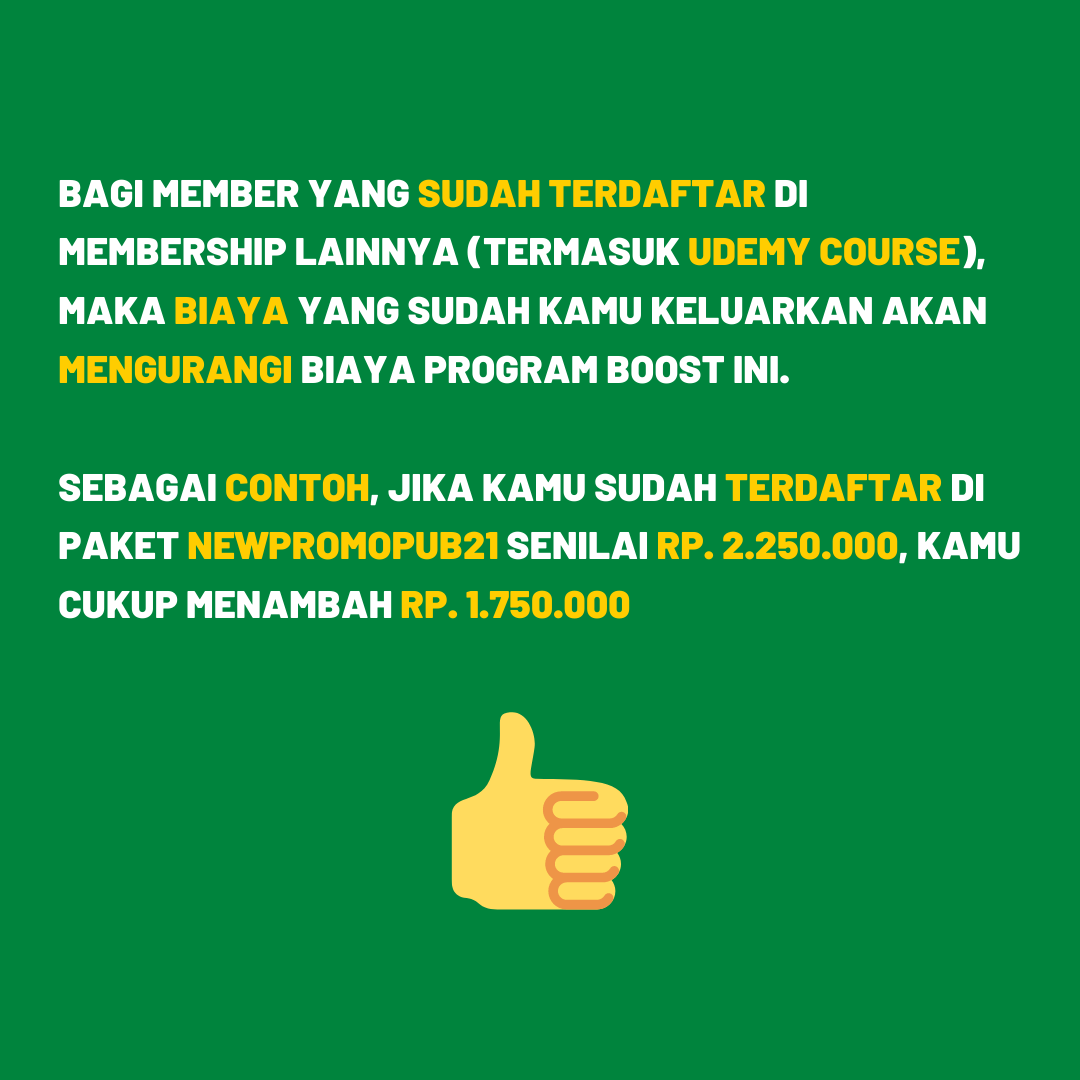 BAGI MEMBER YANG SUDAH TERDAFTAR DI
MEMBERSHIP LAINNYA (TERMASUK UDEMY COURSE),
MAKA BIAYA YANG SUDAH KAMU KELUARKAN AKAN
MENGURANGI BIAYA PROGRAM BOOST INI.
SEBAGAI CONTOH, JIKA KAMU SUDAH TERDAFTAR DI
PAKET NEWPROMOPUB21 SENILAI RP. 2.250.000, KAMU
CUKUP MENAMBAH RP. 1.750.000